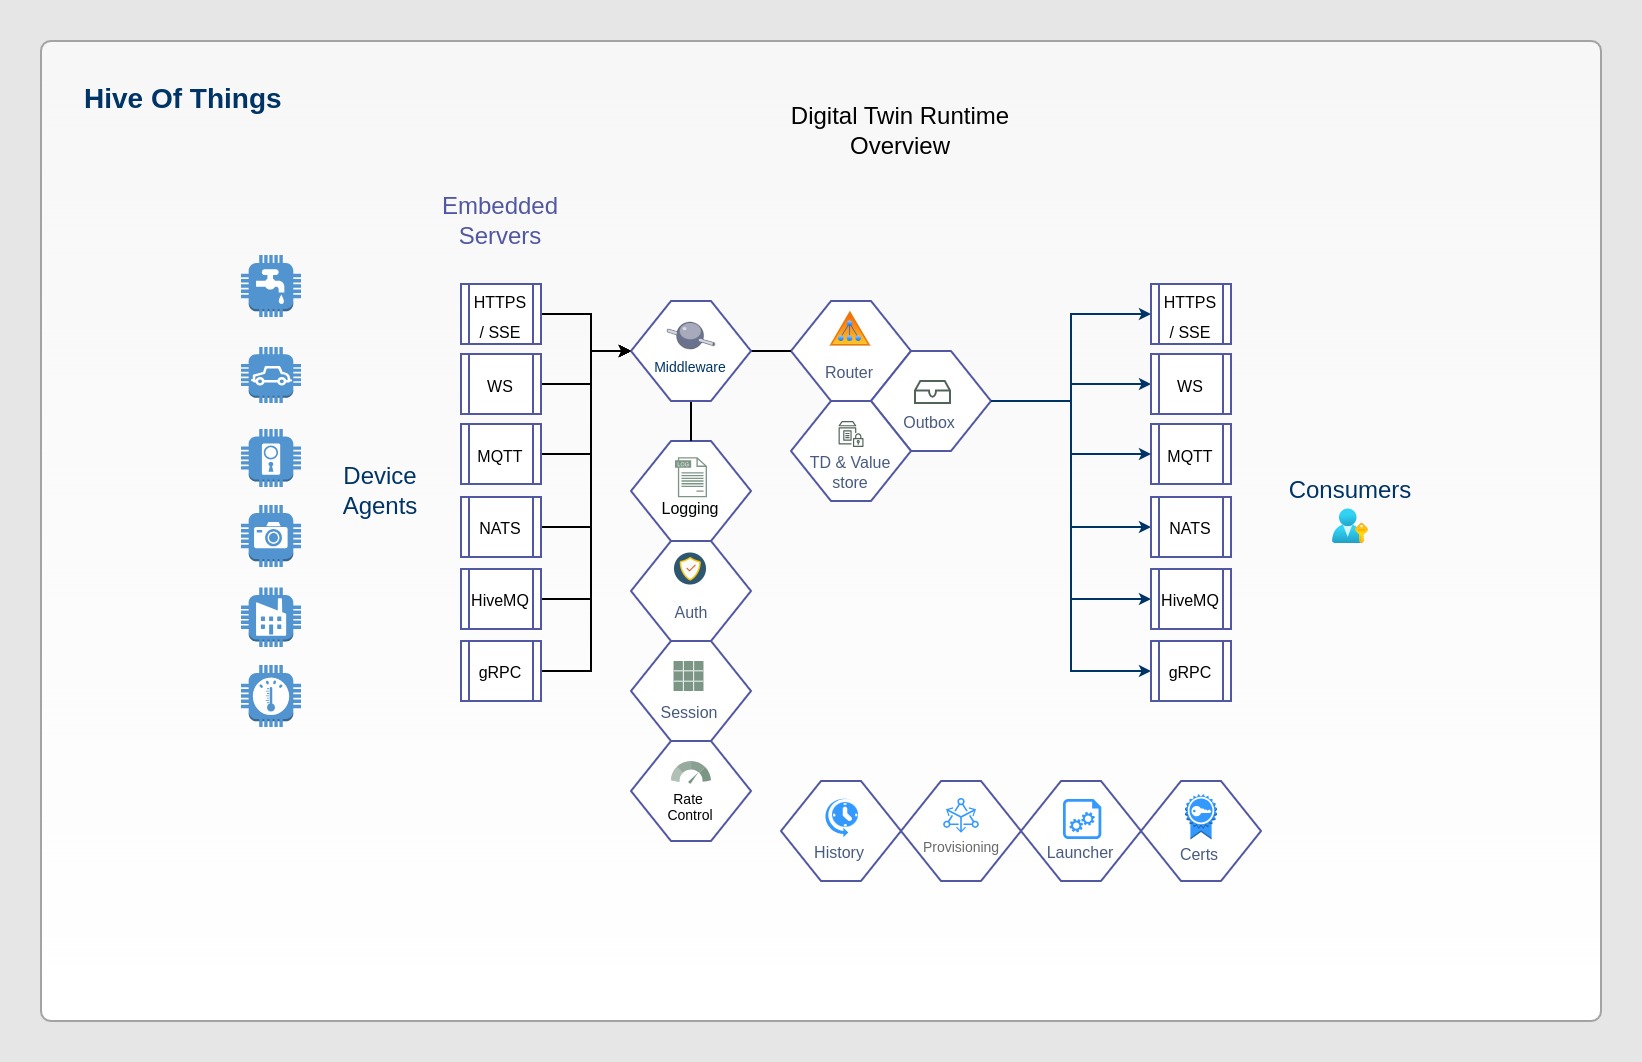 Hive Of Things
Digital Twin Runtime
Overview
Embedded
Servers
Device
Agents
HTTPS
/ SSE
WS
MQTT
NATS
HiveMQ
gRPC
Middleware
LOG
Logging
Auth
Session
Rate
Control
Router
Outbox
TD & Value
store
HTTPS
/ SSE
WS
MQTT
NATS
HiveMQ
gRPC
Consumers
History
Provisioning
Launcher
Certs